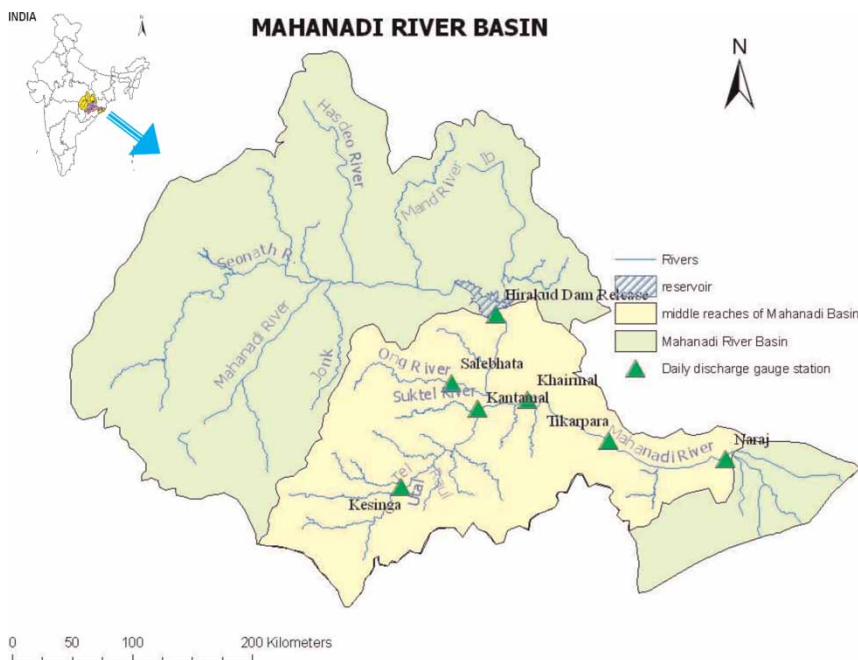 INDIA
MAHANADI RIVER BASIN
N
Hasdeo River
Mand River
Ib
Seonath R.
Rivers
reservoir
Hirakud Dam Release
middle reaches of Mahanadi Basin
Mahanadi River Basin
Daily discharge gauge station
Mahanadi River
Jonk
Ong River
Salebhata
Suktel River
Kantamal
Khairmal
Tikarpara
Mahanadi River
Naraj
Tel
Utai
Kesinga
0 50 100 200 Kilometers